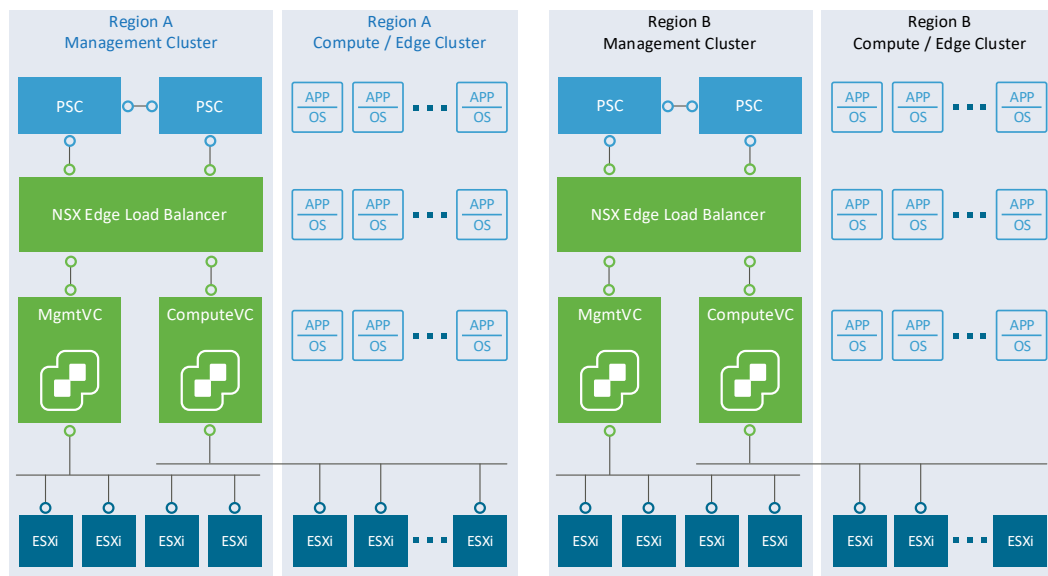 Region A
Management Cluster
Region A
Compute / Edge Cluster
Region B
Management Cluster
Region B
Compute / Edge Cluster
PSC
PSC
APP
OS
APP
OS
APP
OS
PSC
PSC
APP
OS
APP
OS
APP
OS
NSX Edge Load Balancer
APP
OS
APP
OS
APP
OS
NSX Edge Load Balancer
APP
OS
APP
OS
APP
OS
MgmtVC
ComputeVC
APP
OS
APP
OS
APP
OS
MgmtVC
ComputeVC
APP
OS
APP
OS
APP
OS
ESXi
ESXi
ESXi
ESXi
ESXi
ESXi
ESXi
ESXi
ESXi
ESXi
ESXi
ESXi
ESXi
ESXi